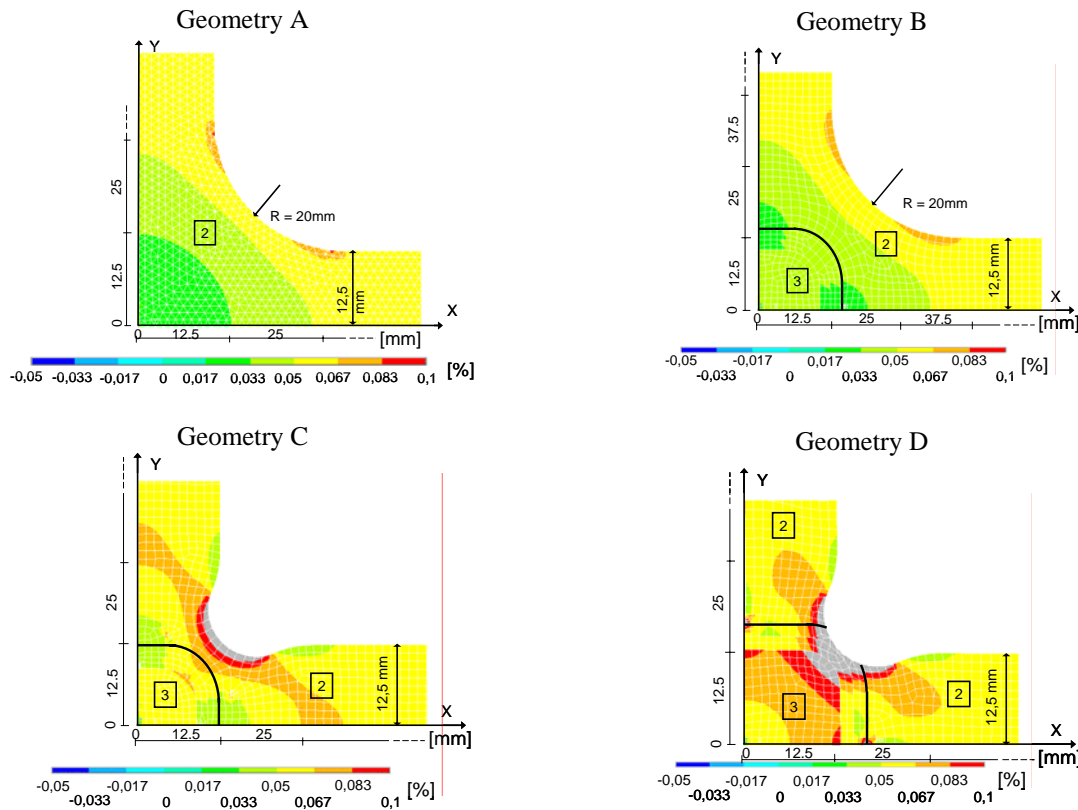 Geometry A
Y
25
12.5
0
2
R = 20mm
12,5 mm
X
0 12.5 25 [mm]
-0,05 -0,033 -0,017 0 0,017 0,033 0,05 0,067 0,083 0,1 [%]
Geometry B
Y
37.5
25
12.5
0
R = 20mm
2
3
12,5 mm
X
0 12.5 25 37.5 [mm]
-0,05 -0,017 0,017 0,05 0,083 [%]
-0,033 0 0,033 0,067 0,1
Geometry C
Y
25
12.5
0
3
2
12,5 mm
X
0 12.5 25 [mm]
-0,05 -0,017 0,017 0,05 0,083 [%]
-0,033 0 0,033 0,067 0,1
Geometry D
Y
2
25
12.5
0
3
2
12,5 mm
X
0 12.5 25 [mm]
-0,05 -0,017 0,017 0,05 0,083 [%]
-0,033 0 0,033 0,067 0,1